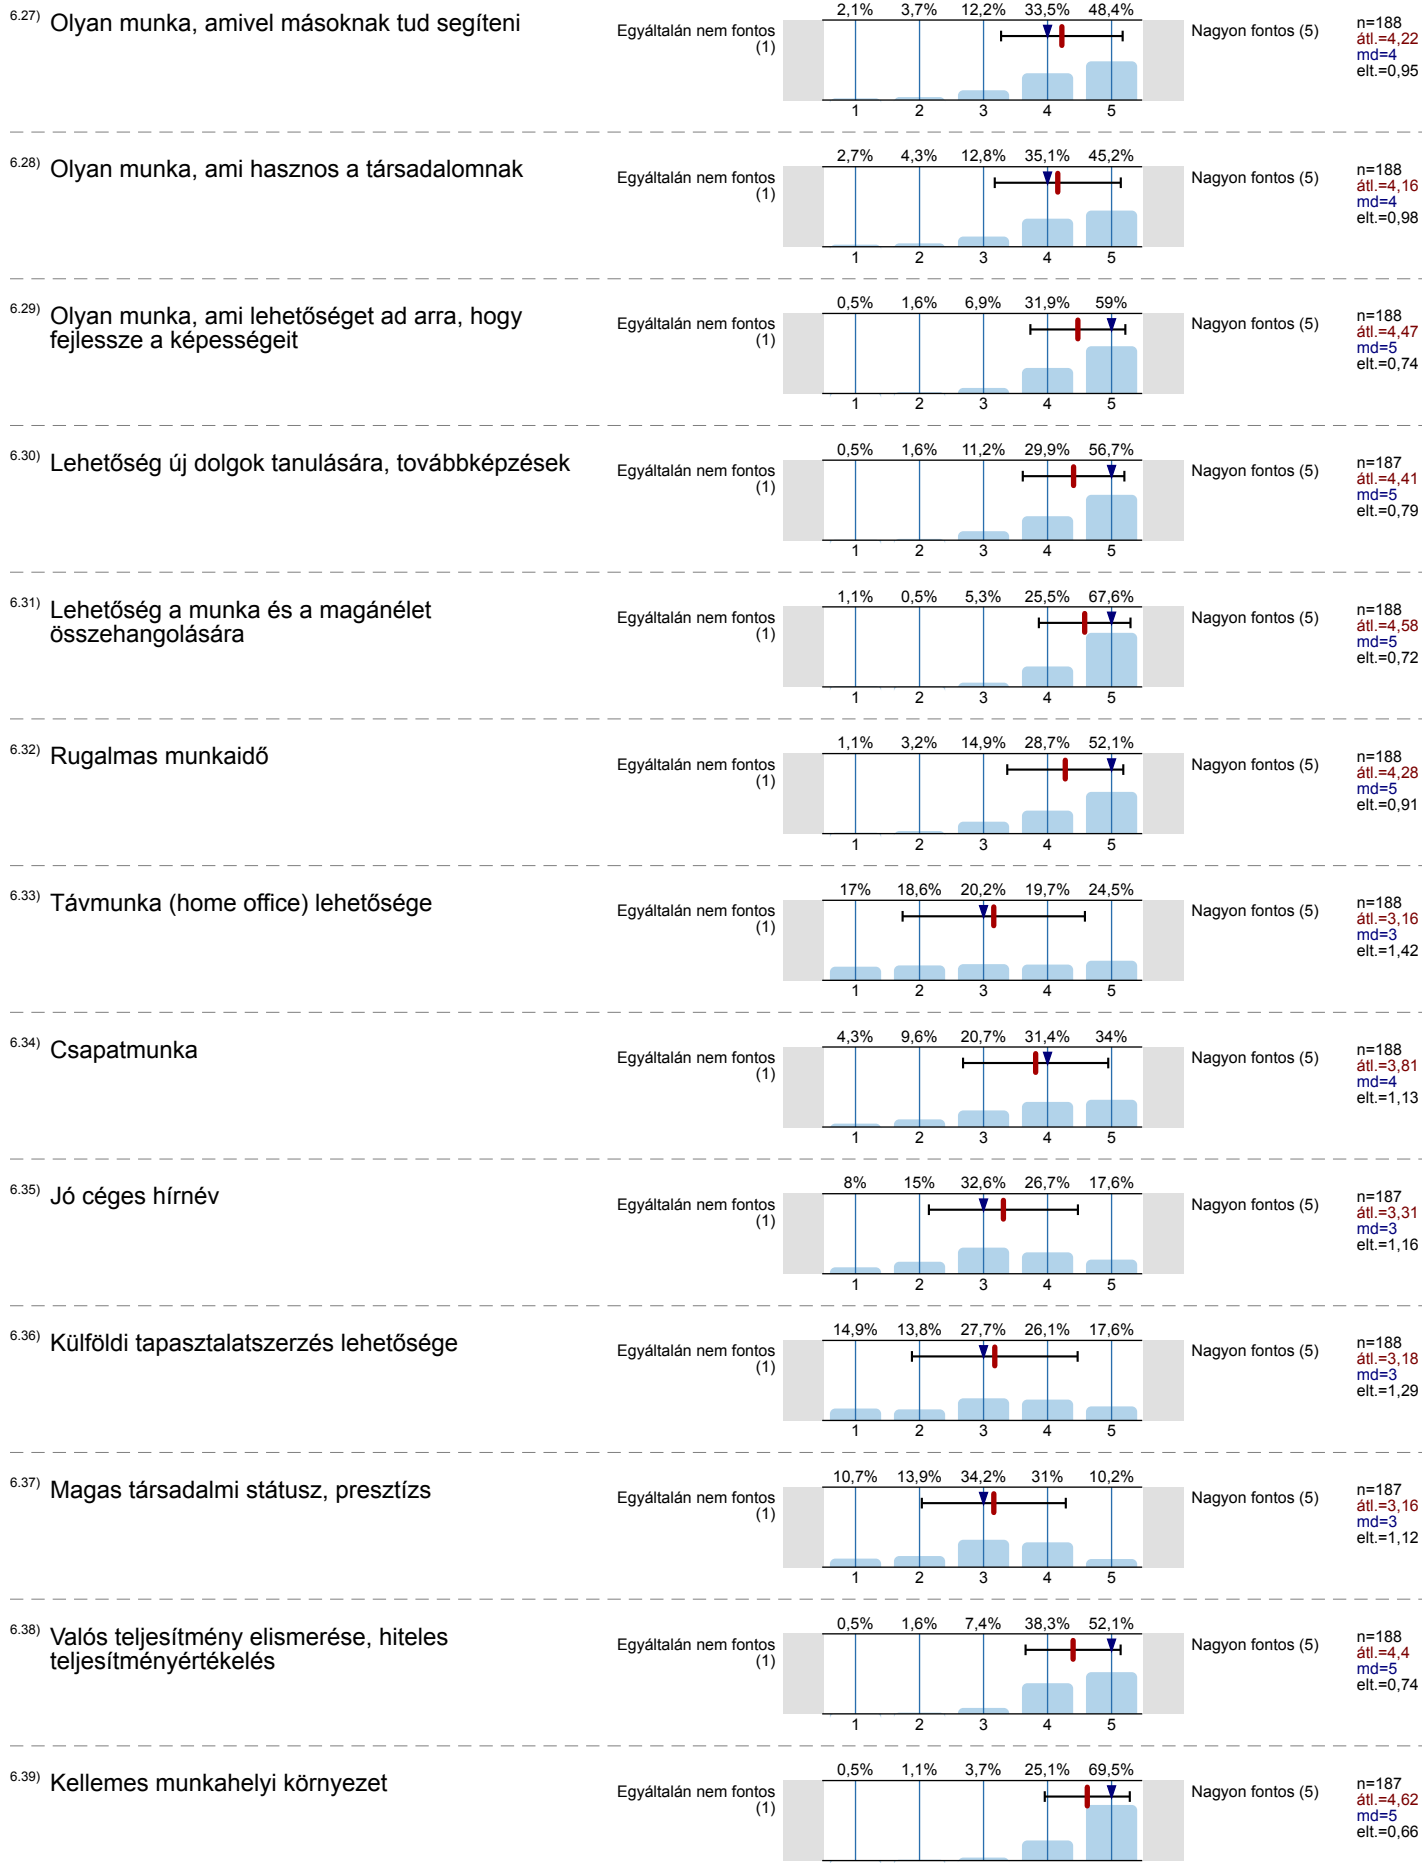 6.27) Olyan munka, amivel másoknak tud segíteni
Egyáltalán nem fontos
(1)
2,1% 3,7% 12,2% 33,5% 48,4%
1 2 3 4 5
Nagyon fontos (5)
n=188
átl.=4,22
md=4
elt.=0,95
6.28) Olyan munka, ami hasznos a társadalomnak
Egyáltalán nem fontos
(1)
2,7% 4,3% 12,8% 35,1% 45,2%
1 2 3 4 5
Nagyon fontos (5)
n=188
átl.=4,16
md=4
elt.=0,98
6.29) Olyan munka, ami lehetőséget ad arra, hogy
fejlessze a képességeit
Egyáltalán nem fontos
(1)
0,5% 1,6% 6,9% 31,9% 59%
1 2 3 4 5
Nagyon fontos (5)
n=188
átl.=4,47
md=5
elt.=0,74
6.30) Lehetőség új dolgok tanulására, továbbképzések
Egyáltalán nem fontos
(1)
0,5% 1,6% 11,2% 29,9% 56,7%
1 2 3 4 5
Nagyon fontos (5)
n=187
átl.=4,41
md=5
elt.=0,79
6.31) Lehetőség a munka és a magánélet
összehangolására
Egyáltalán nem fontos
(1)
1,1% 0,5% 5,3% 25,5% 67,6%
1 2 3 4 5
Nagyon fontos (5)
n=188
átl.=4,58
md=5
elt.=0,72
6.32) Rugalmas munkaidő
Egyáltalán nem fontos
(1)
1,1% 3,2% 14,9% 28,7% 52,1%
1 2 3 4 5
Nagyon fontos (5)
n=188
átl.=4,28
md=5
elt.=0,91
6.33) Távmunka (home office) lehetősége
Egyáltalán nem fontos
(1)
17% 18,6% 20,2% 19,7% 24,5%
1 2 3 4 5
Nagyon fontos (5)
n=188
átl.=3,16
md=3
elt.=1,42
6.34) Csapatmunka
Egyáltalán nem fontos
(1)
4,3% 9,6% 20,7% 31,4% 34%
1 2 3 4 5
Nagyon fontos (5)
n=188
átl.=3,81
md=4
elt.=1,13
6.35) Jó céges hírnév
Egyáltalán nem fontos
(1)
8% 15% 32,6% 26,7% 17,6%
1 2 3 4 5
Nagyon fontos (5)
n=187
átl.=3,31
md=3
elt.=1,16
6.36) Külföldi tapasztalatszerzés lehetősége
Egyáltalán nem fontos
(1)
14,9% 13,8% 27,7% 26,1% 17,6%
1 2 3 4 5
Nagyon fontos (5)
n=188
átl.=3,18
md=3
elt.=1,29
6.37) Magas társadalmi státusz, presztízs
Egyáltalán nem fontos
(1)
10,7% 13,9% 34,2% 31% 10,2%
1 2 3 4 5
Nagyon fontos (5)
n=187
átl.=3,16
md=3
elt.=1,12
6.38) Valós teljesítmény elismerése, hiteles
teljesítményértékelés
Egyáltalán nem fontos
(1)
0,5% 1,6% 7,4% 38,3% 52,1%
1 2 3 4 5
Nagyon fontos (5)
n=188
átl.=4,4
md=5
elt.=0,74
6.39) Kellemes munkahelyi környezet
Egyáltalán nem fontos
(1)
0,5% 1,1% 3,7% 25,1% 69,5%
Nagyon fontos (5)
n=187
átl.=4,62
md=5
elt.=0,66